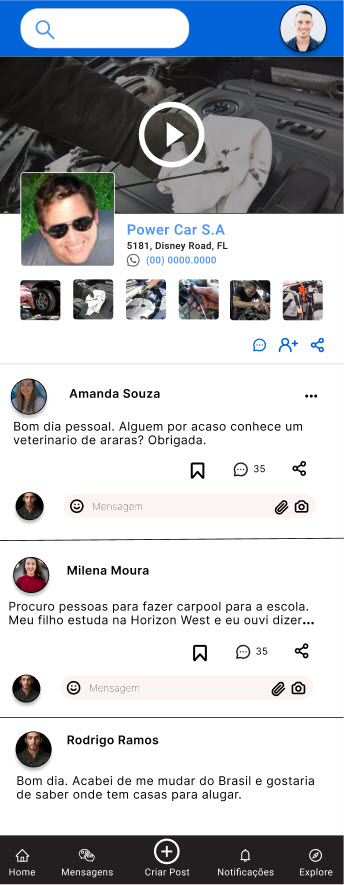 TDI
Power Car S.A
5181, Disney Road, FL
(00) 0000.0000
Amanda Souza
Bom dia pessoal. Alguem por acaso conhece um
veterinario de araras? Obrigada.
35
Mensagem
Milena Moura
Procuro pessoas para fazer carpool para a escola.
Meu filho estuda na Horizon West e eu ouvi dizer...
35
Mensagem
Rodrigo Ramos
Bom dia. Acabei de me mudar do Brasil e gostaria
de saber onde tem casas para alugar.
Home
Mensagens
Criar Post
Notificações
Explore